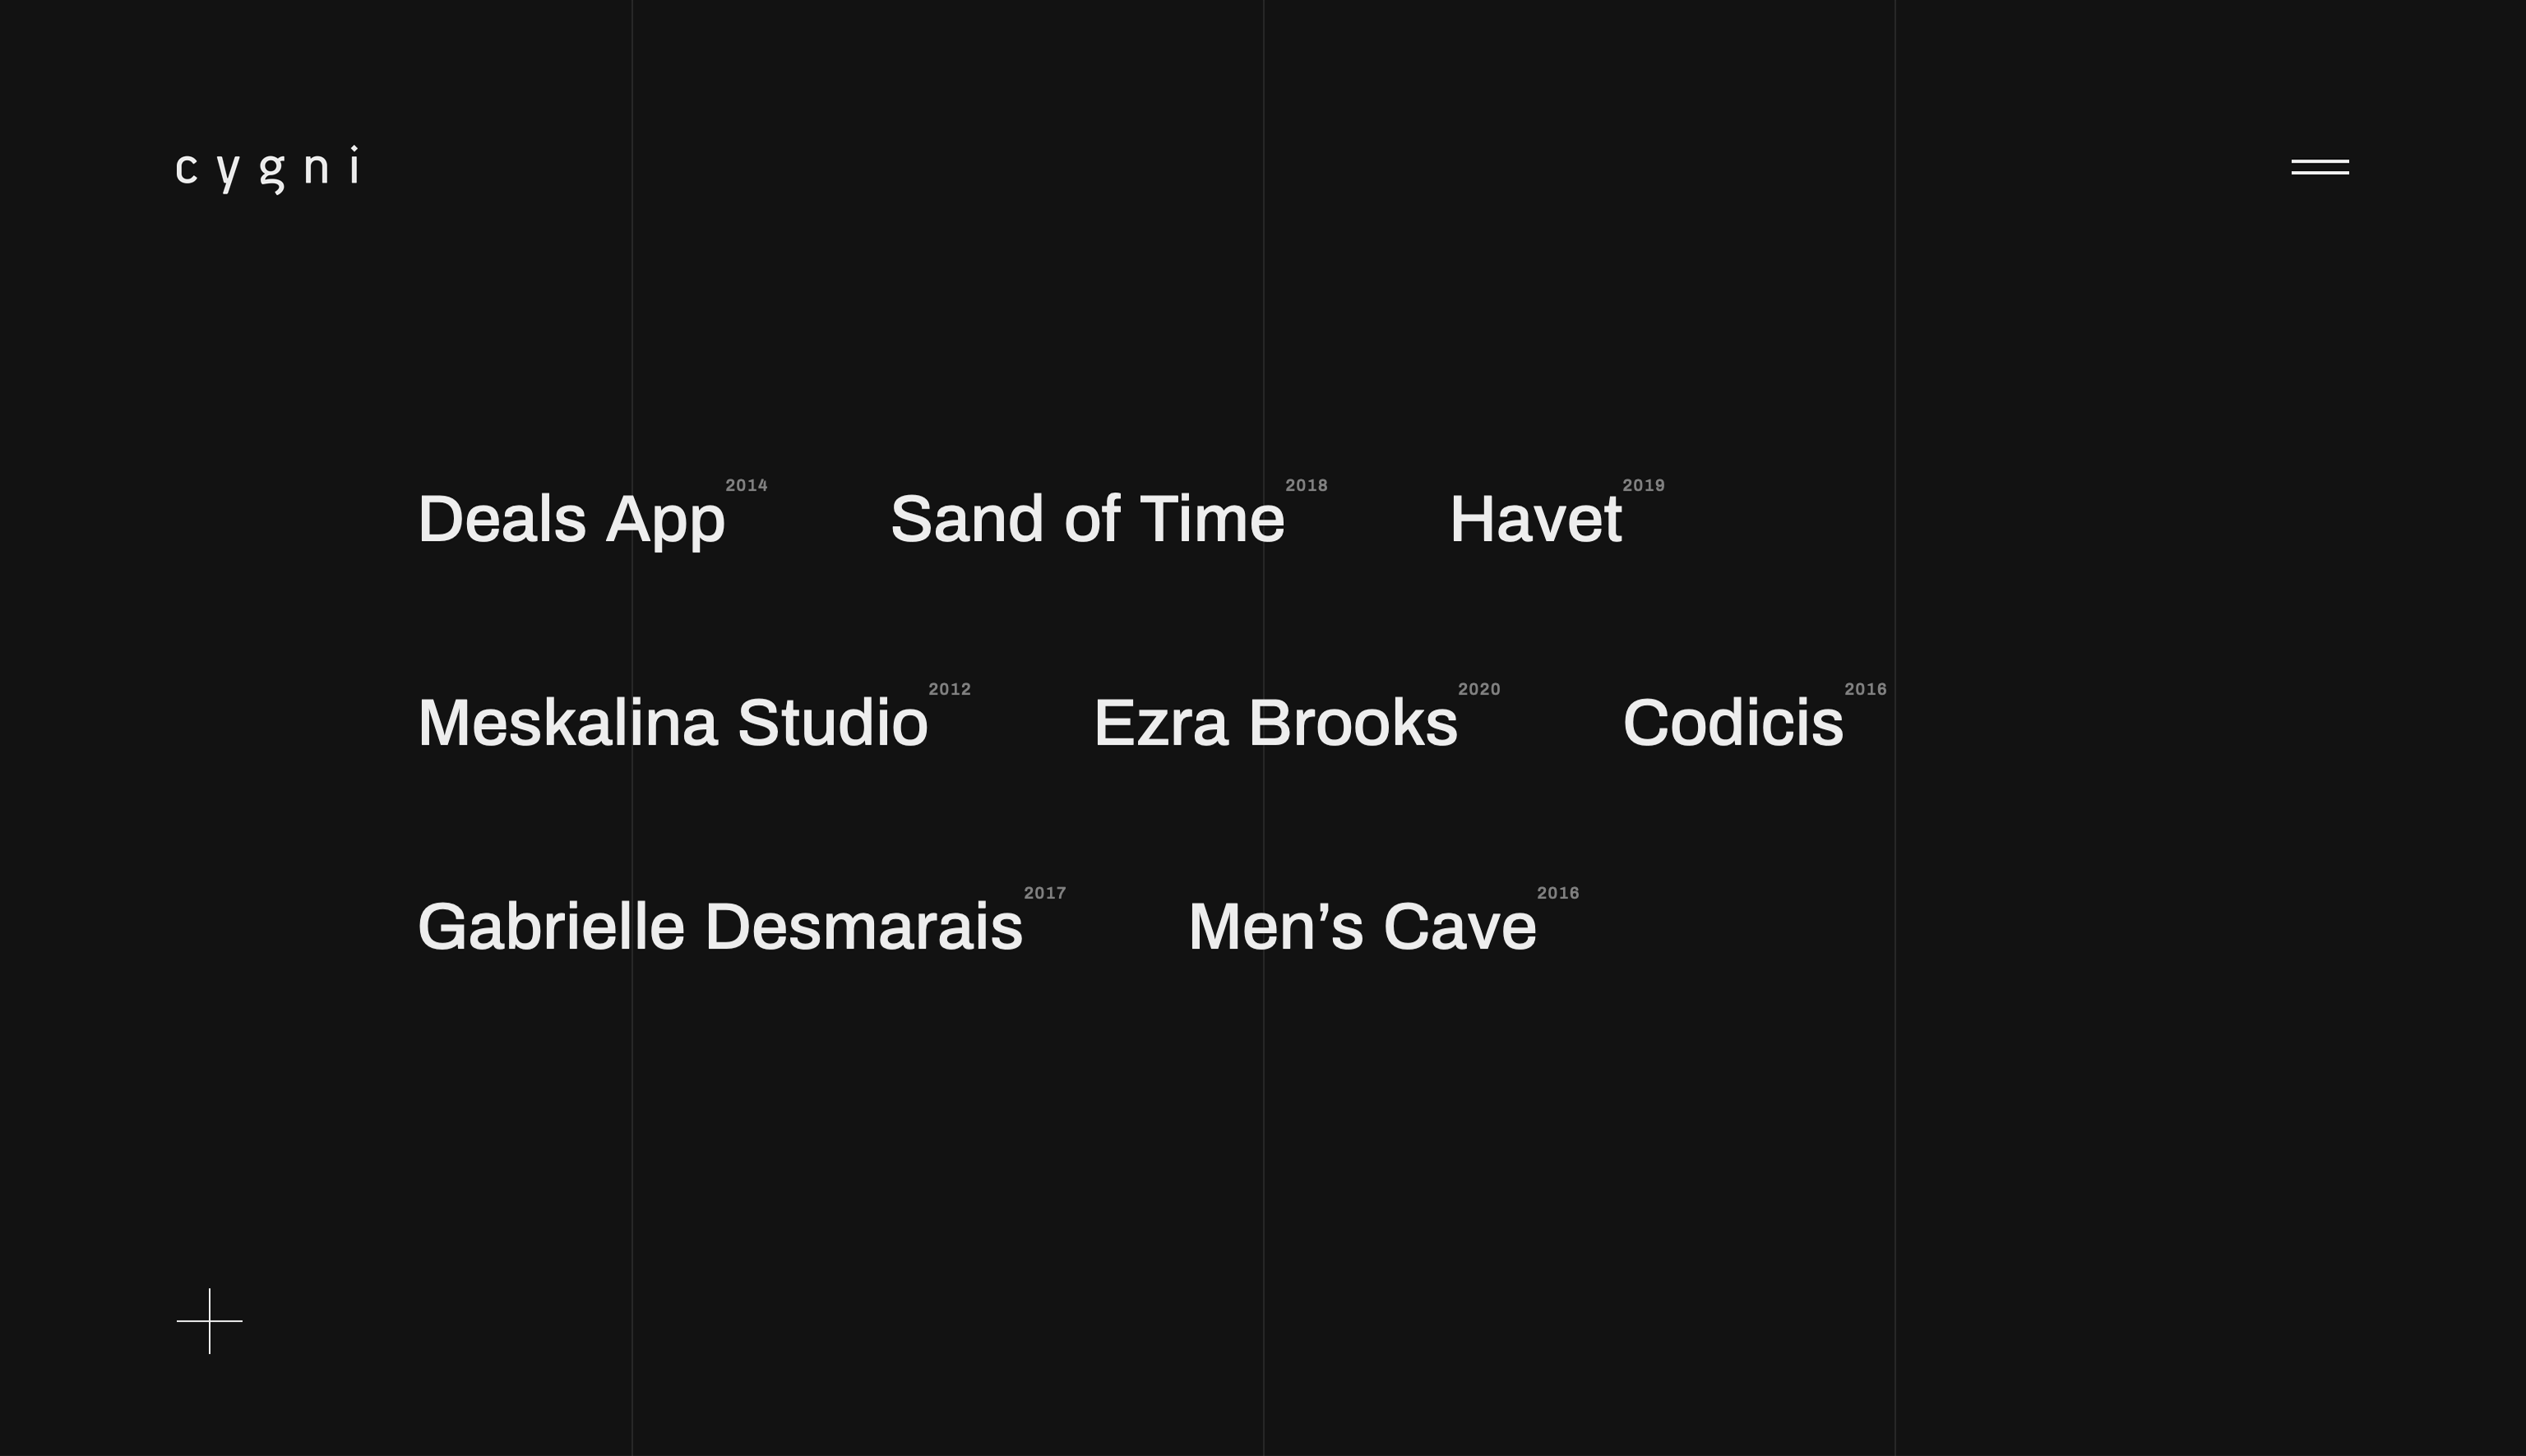 cygni
Deals App 2014 Sand of Time 2018 Havet 2019
Meskalina Studio 2012 Ezra Brooks 2020 Codicis 2016
Gabrielle Desmarais 2017 Men’s Cave 2016